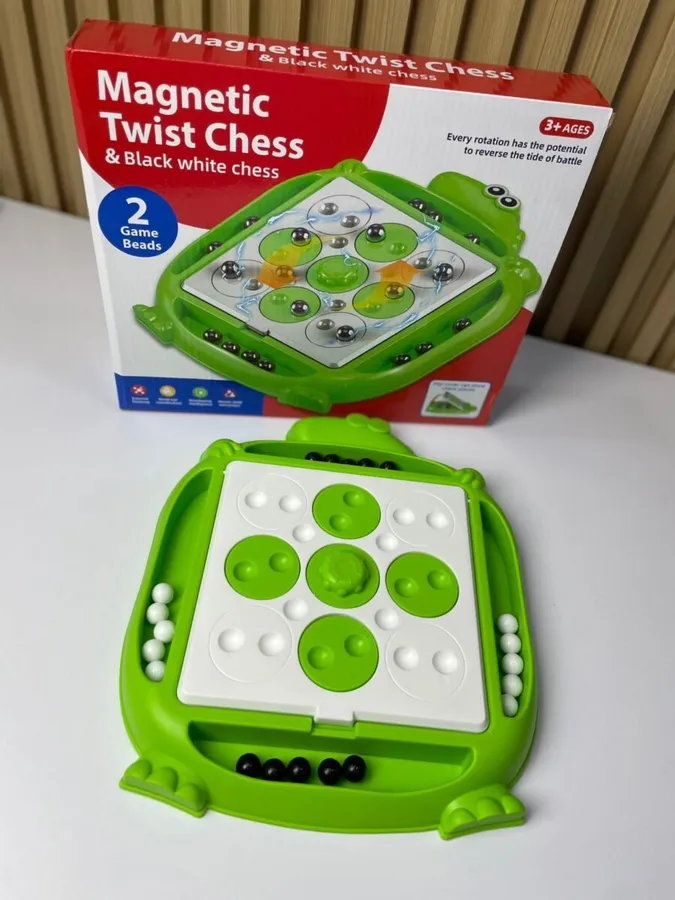 Magnetic Twist Chess
& Black white chess
Magnetic
Twist Chess
& Black white chess
3+ AGES
Every rotation has the potential
to reverse the tide of battle
2
Game
Beads